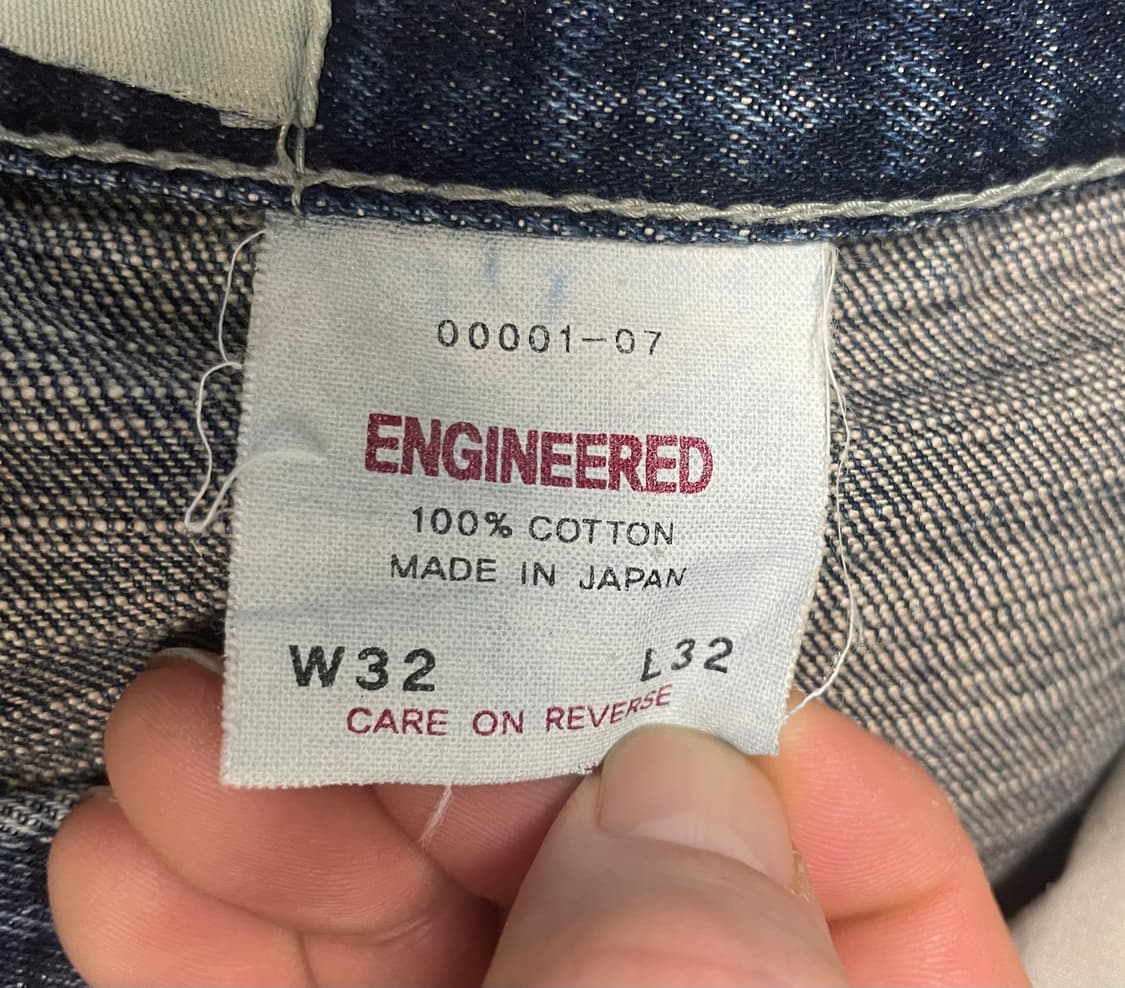 00001-07
ENGINEERED
100% COTTON
MADE IN JAPAN
W32 L32
CARE ON REVERSE